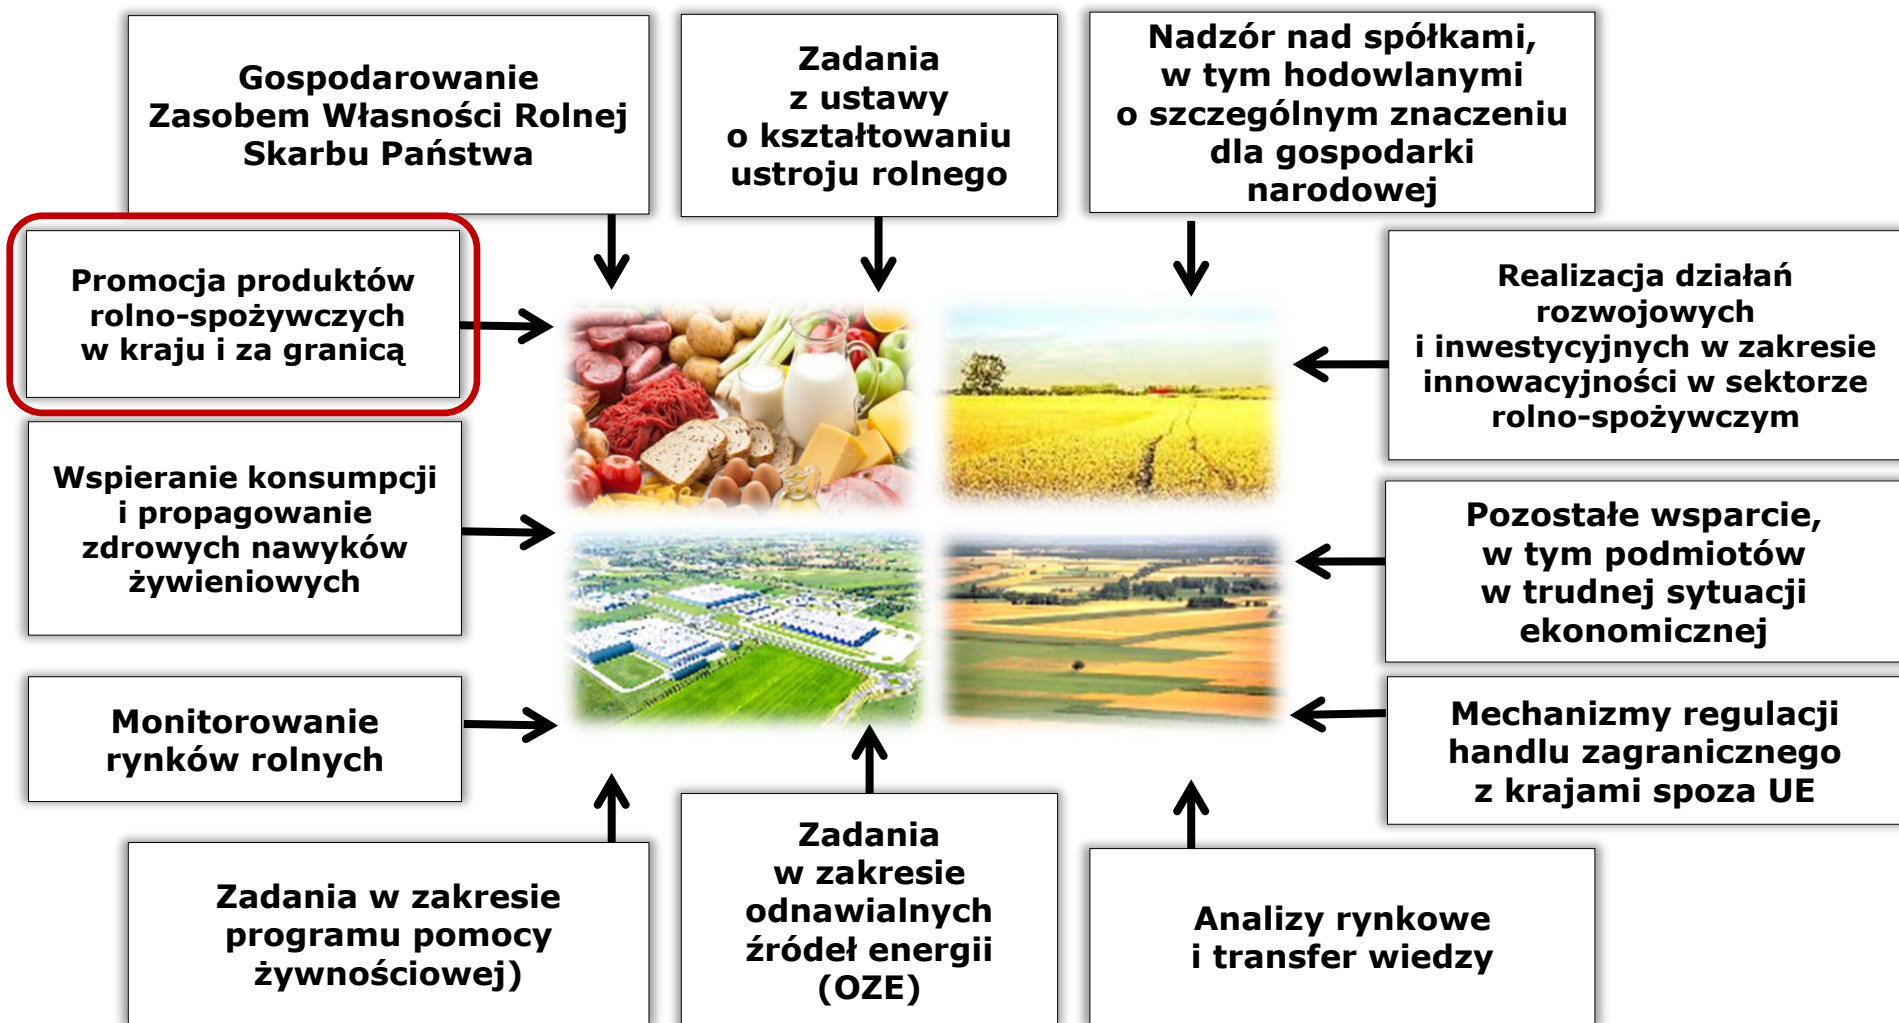 Gospodarowanie
Zasobem Własności Rolnej
Skarbu Państwa
Zadania
z ustawy
o kształtowaniu
ustroju rolnego
Nadzór nad spółkami,
w tym hodowlanymi
o szczególnym znaczeniu
dla gospodarki
narodowej
Promocja produktów
rolno-spożywczych
w kraju i za granicą
Realizacja działań
rozwojowych
i inwestycyjnych w zakresie
innowacyjności w sektorze
rolno-spożywczym
Wspieranie konsumpcji
i propagowanie
zdrowych nawyków
żywieniowych
Pozostałe wsparcie,
w tym podmiotów
w trudnej sytuacji
ekonomicznej
Monitorowanie
rynków rolnych
Mechanizmy regulacji
handlu zagranicznego
z krajami spoza UE
Zadania w zakresie
programu pomocy
żywnościowej)
Zadania
w zakresie
odnawialnych
źródeł energii
(OZE)
Analizy rynkowe
i transfer wiedzy